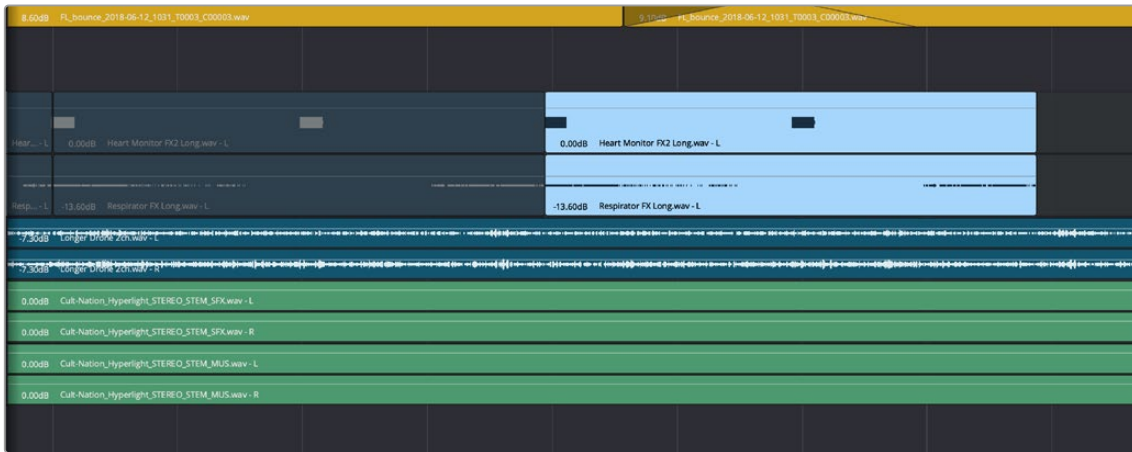 8.60dB FL_bounce_2018-06-12_1031_T0003_C00003.wav
9.10dB FL_bounce_2018-06-12_1031_T0003_C00003.wav
Hear... - L
0.00dB Heart Monitor FX2 Long.wav - L
0.00dB Heart Monitor FX2 Long.wav - L
Resp... - L
-13.60dB Respirator FX Long.wav - L
-13.60dB Respirator FX Long.wav - L
-7.30dB Longer Drone 2ch.wav - L
-7.30dB Longer Drone 2ch.wav - R
0.00dB Cult-Nation_Hyperlight_STEREO_STEM_SFX.wav - L
0.00dB Cult-Nation_Hyperlight_STEREO_STEM_SFX.wav - R
0.00dB Cult-Nation_Hyperlight_STEREO_STEM_MUS.wav - L
0.00dB Cult-Nation_Hyperlight_STEREO_STEM_MUS.wav - R